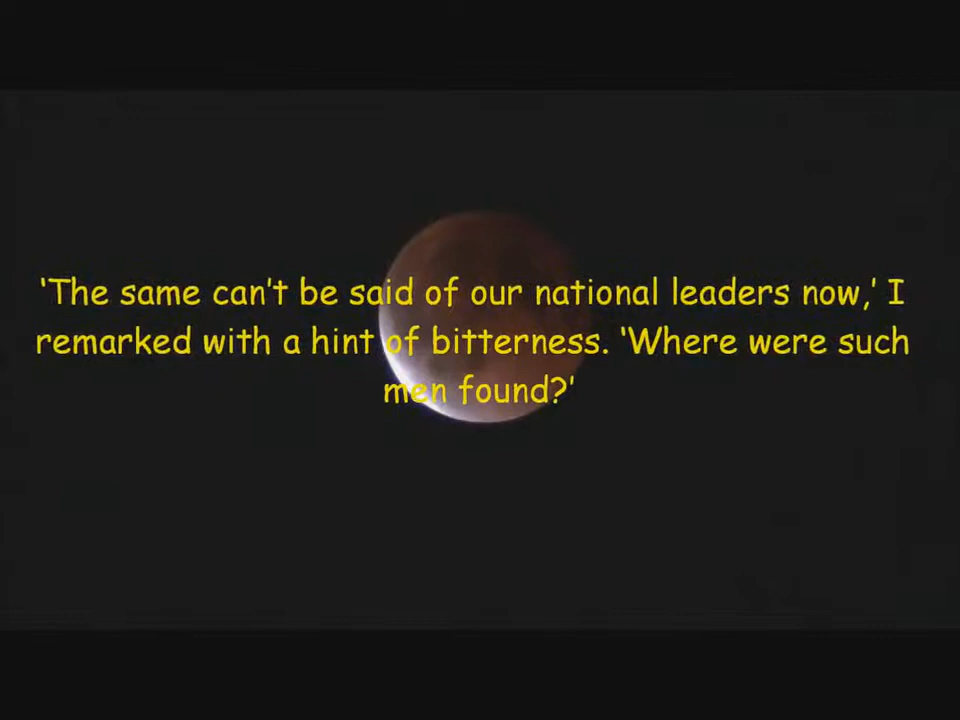 ‘The same can’t be said of our national leaders now,’ I
remarked with a hint of bitterness. ‘Where were such
men found?’